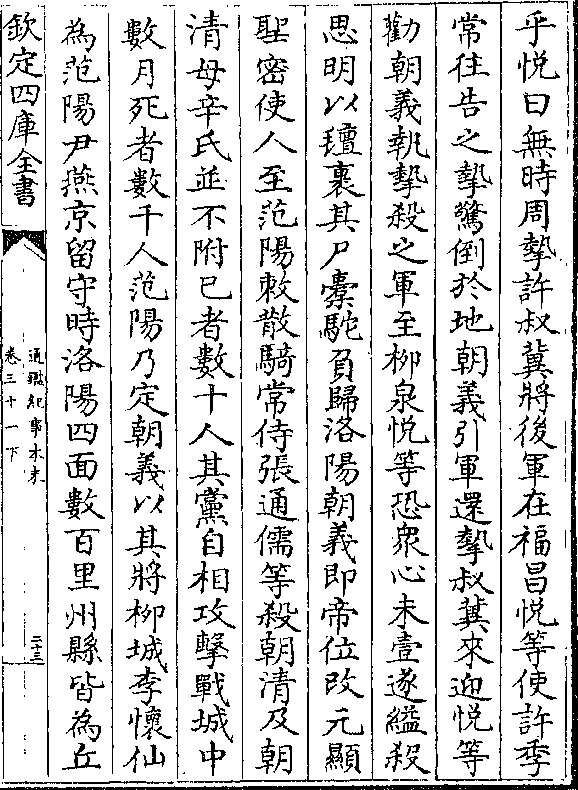 乎悅曰無時周摯許叔冀將後軍在福昌悅等使許季
常往告之摯驚倒於地朝義引軍還摯叔冀來迎悅等
勸朝義執摯殺之軍至柳泉悅等恐衆心未壹遂縊殺
思明以氊裹其尸橐駝負歸洛陽朝義即帝位改元顯
聖密使人至范陽敕散騎常侍張通儒等殺朝清及朝
清母辛氏並不附已者數十人其黨自相攻擊戰城中
數月死者數千人范陽乃定朝義以其將柳城李懷仙
為范陽尹燕京留守時洛陽四面數百里州縣皆為丘
欽定四庫全書
通鑑紀事本末
卷三十一下
二十三